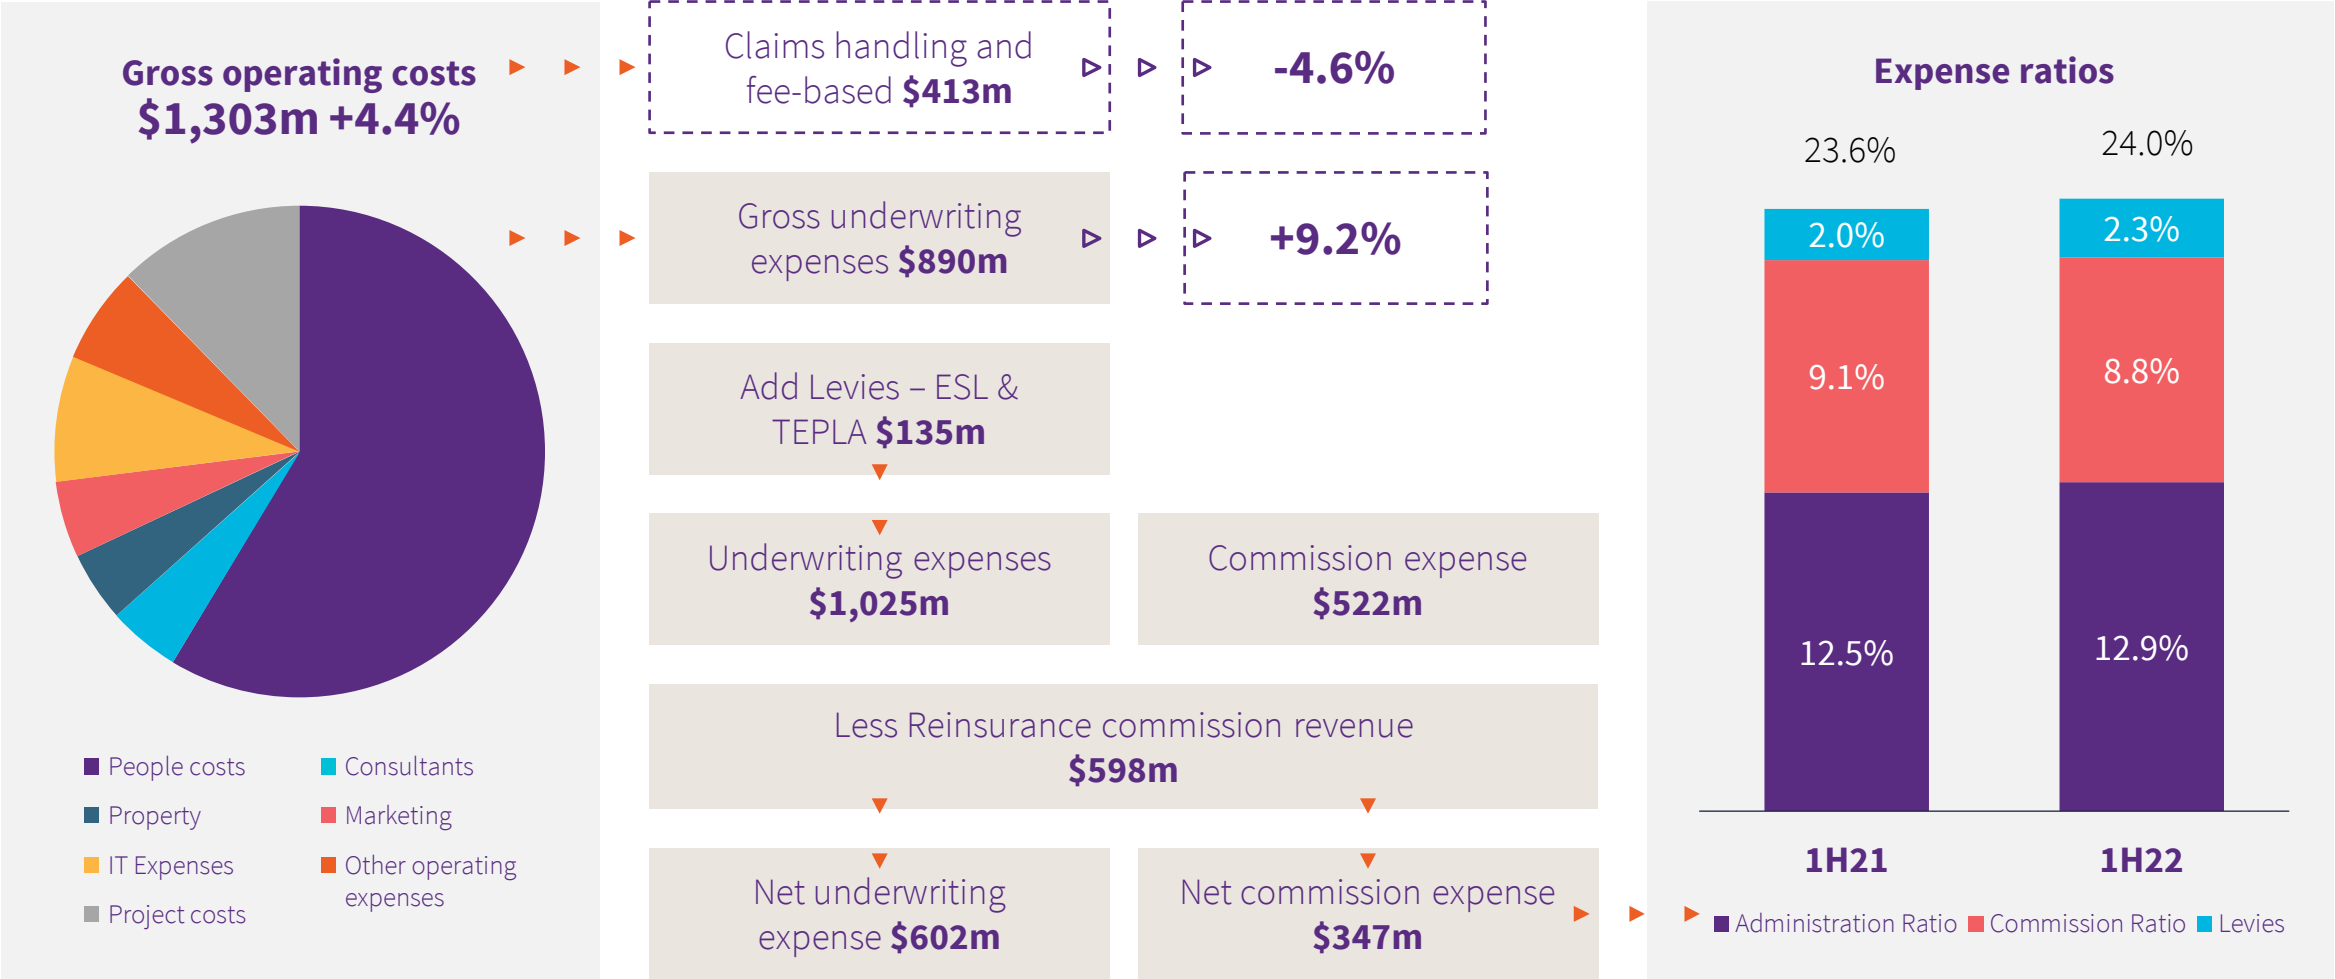 Gross operating costs
$1,303m +4.4%
People costs
Consultants
Property
Marketing
IT Expenses
Other operating
expenses
Project costs
Claims handling and
fee-based $413m
-4.6%
Gross underwriting
expenses $890m
+9.2%
Add Levies – ESL &
TEPLA $135m
Underwriting expenses
$1,025m
Commission expense
$522m
Less Reinsurance commission revenue
$598m
Net underwriting
expense $602m
Net commission expense
$347m
Expense ratios
23.6%
24.0%
2.0%
2.3%
9.1%
8.8%
12.5%
12.9%
1H21
1H22
Administration Ratio
Commission Ratio
Levies